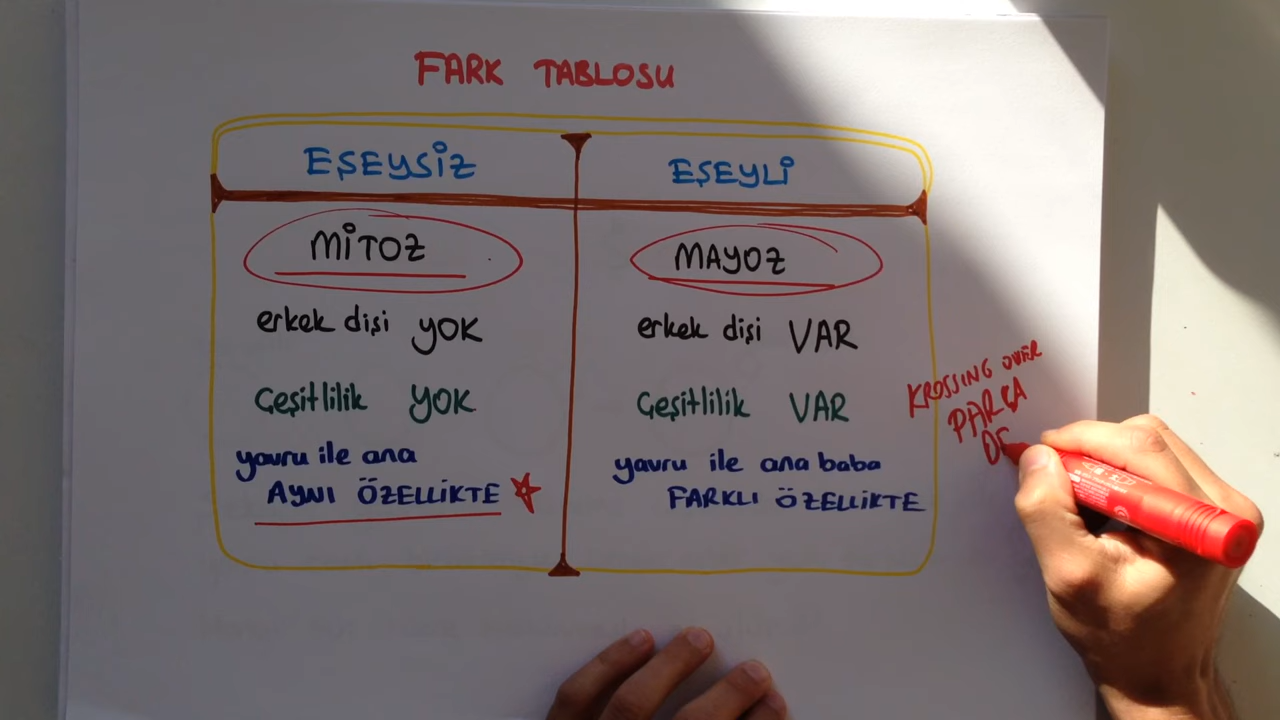 FARK TABLOSU
EŞEYSİZ
EŞEYLİ
MİTOZ
MAYOZ
erkek dişi YOK
erkek dişi VAR
Çeşitlilik YOK
Çeşitlilik VAR
yavru ile ana
AYNI ÖZELLİKTE
yavru ile ana baba
FARKLI ÖZELLİKTE
KROSSING OVER
PARÇA